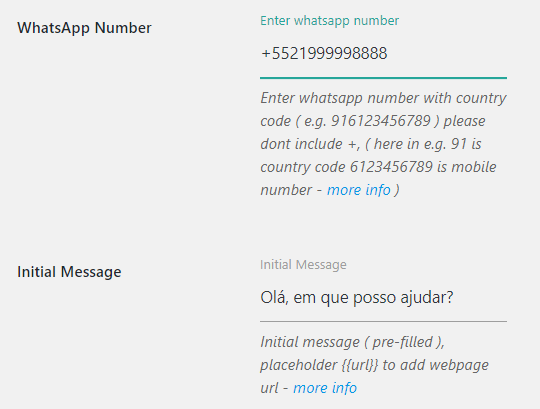 WhatsApp Number
Enter whatsapp number
+5521999998888
Enter whatsapp number with country
code ( e.g. 916123456789 ) please
dont include +, ( here in e.g. 91 is
country code 6123456789 is mobile
number - more info )
Initial Message
Initial Message
Olá, em que posso ajudar?
Initial message ( pre-filled ),
placeholder {{url}} to add webpage
url - more info